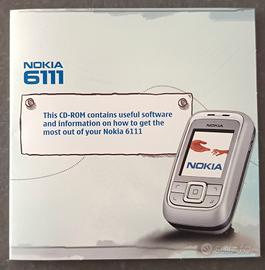 NOKIA
6111
This CD-ROM contains useful software
and information on how to get the
most out of your Nokia 6111
NOKIA
NOKIA